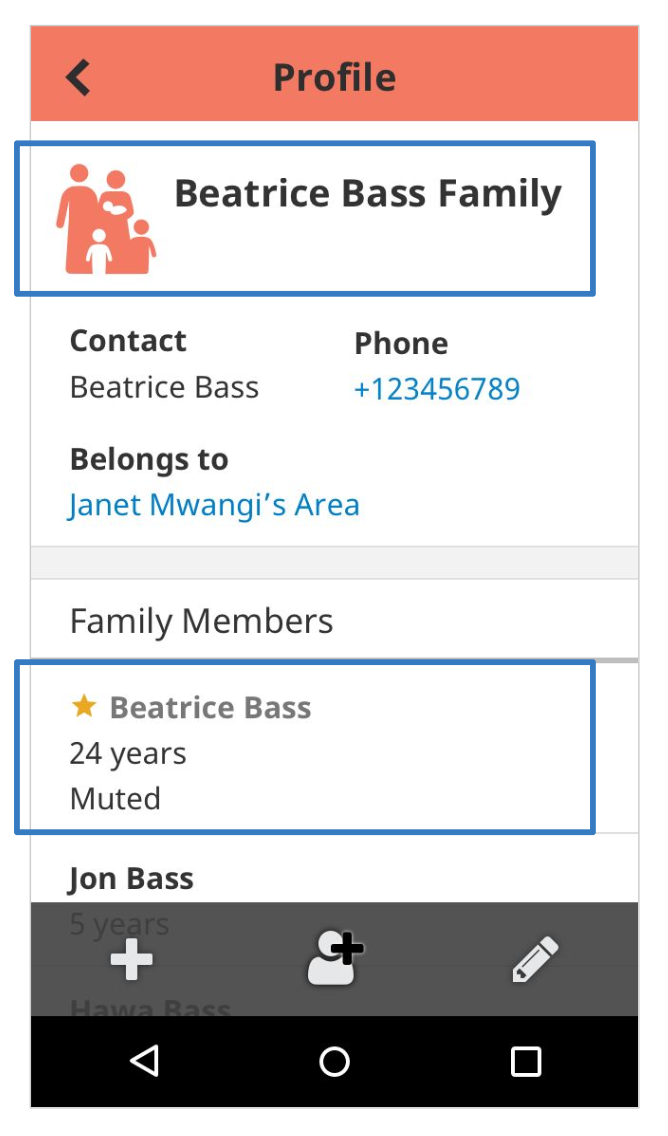 Profile
Beatrice Bass Family
Contact
Phone
Beatrice Bass
+123456789
Belongs to
Janet Mwangi’s Area
Family Members
Beatrice Bass
24 years
Muted
Jon Bass
5 years
Hawa Bass